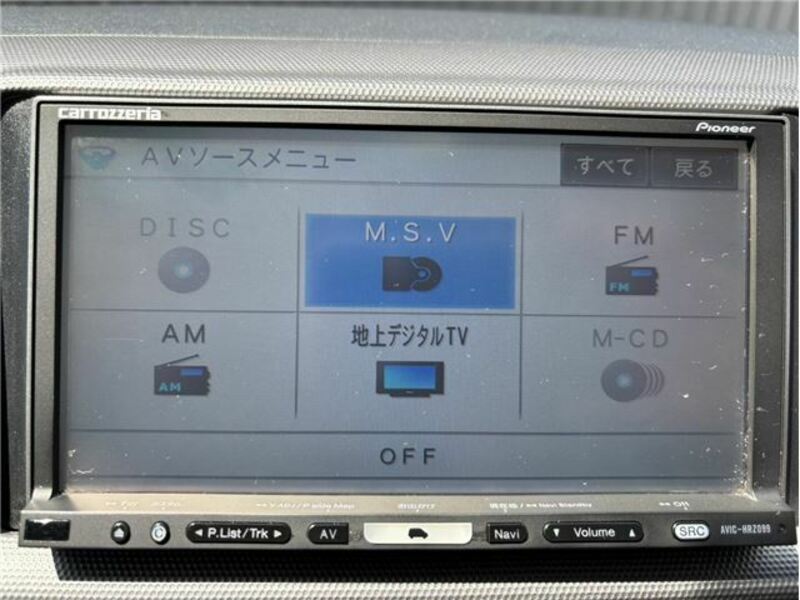 carrozzeria
Pioneer
AVソースメニュー
すべて
戻る
DISC
M.S.V
FM
FM
AM
AM
地上デジタルTV
M-CD
OFF
P.List/Trk
AV
Navi
Volume
SRC
AVIC-HRZ099